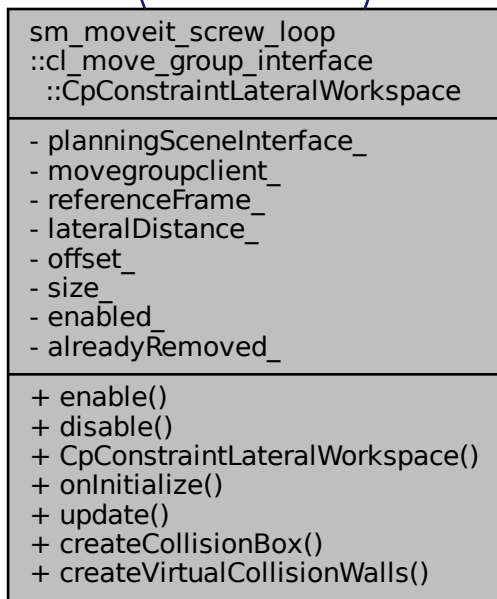 sm_moveit_screw_loop
::cl_move_group_interface
::CpConstraintLateralWorkspace
- planningSceneInterface_
- movegroupclient_
- referenceFrame_
- lateralDistance_
- offset_
- size_
- enabled_
- alreadyRemoved_
+ enable()
+ disable()
+ CpConstraintLateralWorkspace()
+ onInitialize()
+ update()
+ createCollisionBox()
+ createVirtualCollisionWalls()